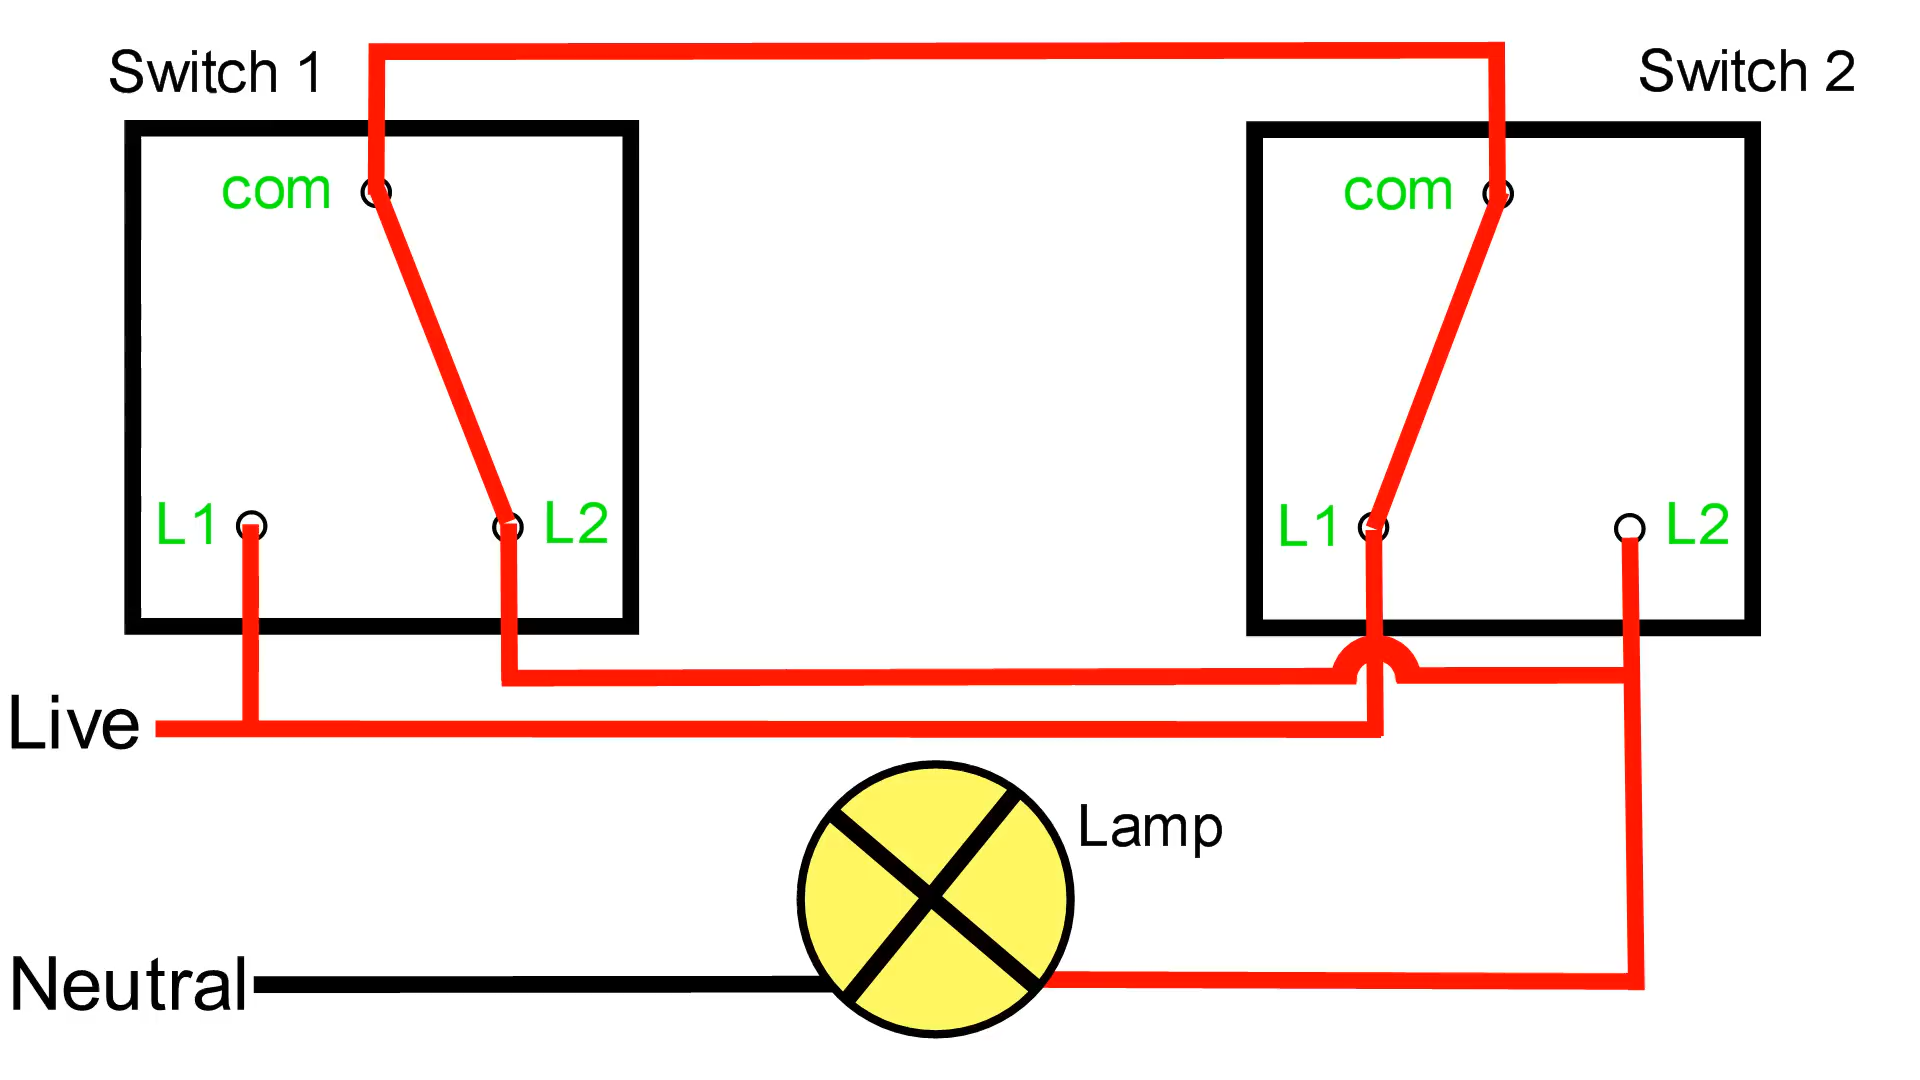 Switch 1
Switch 2
com
com
L1
L2
L1
L2
Live
Lamp
Neutral